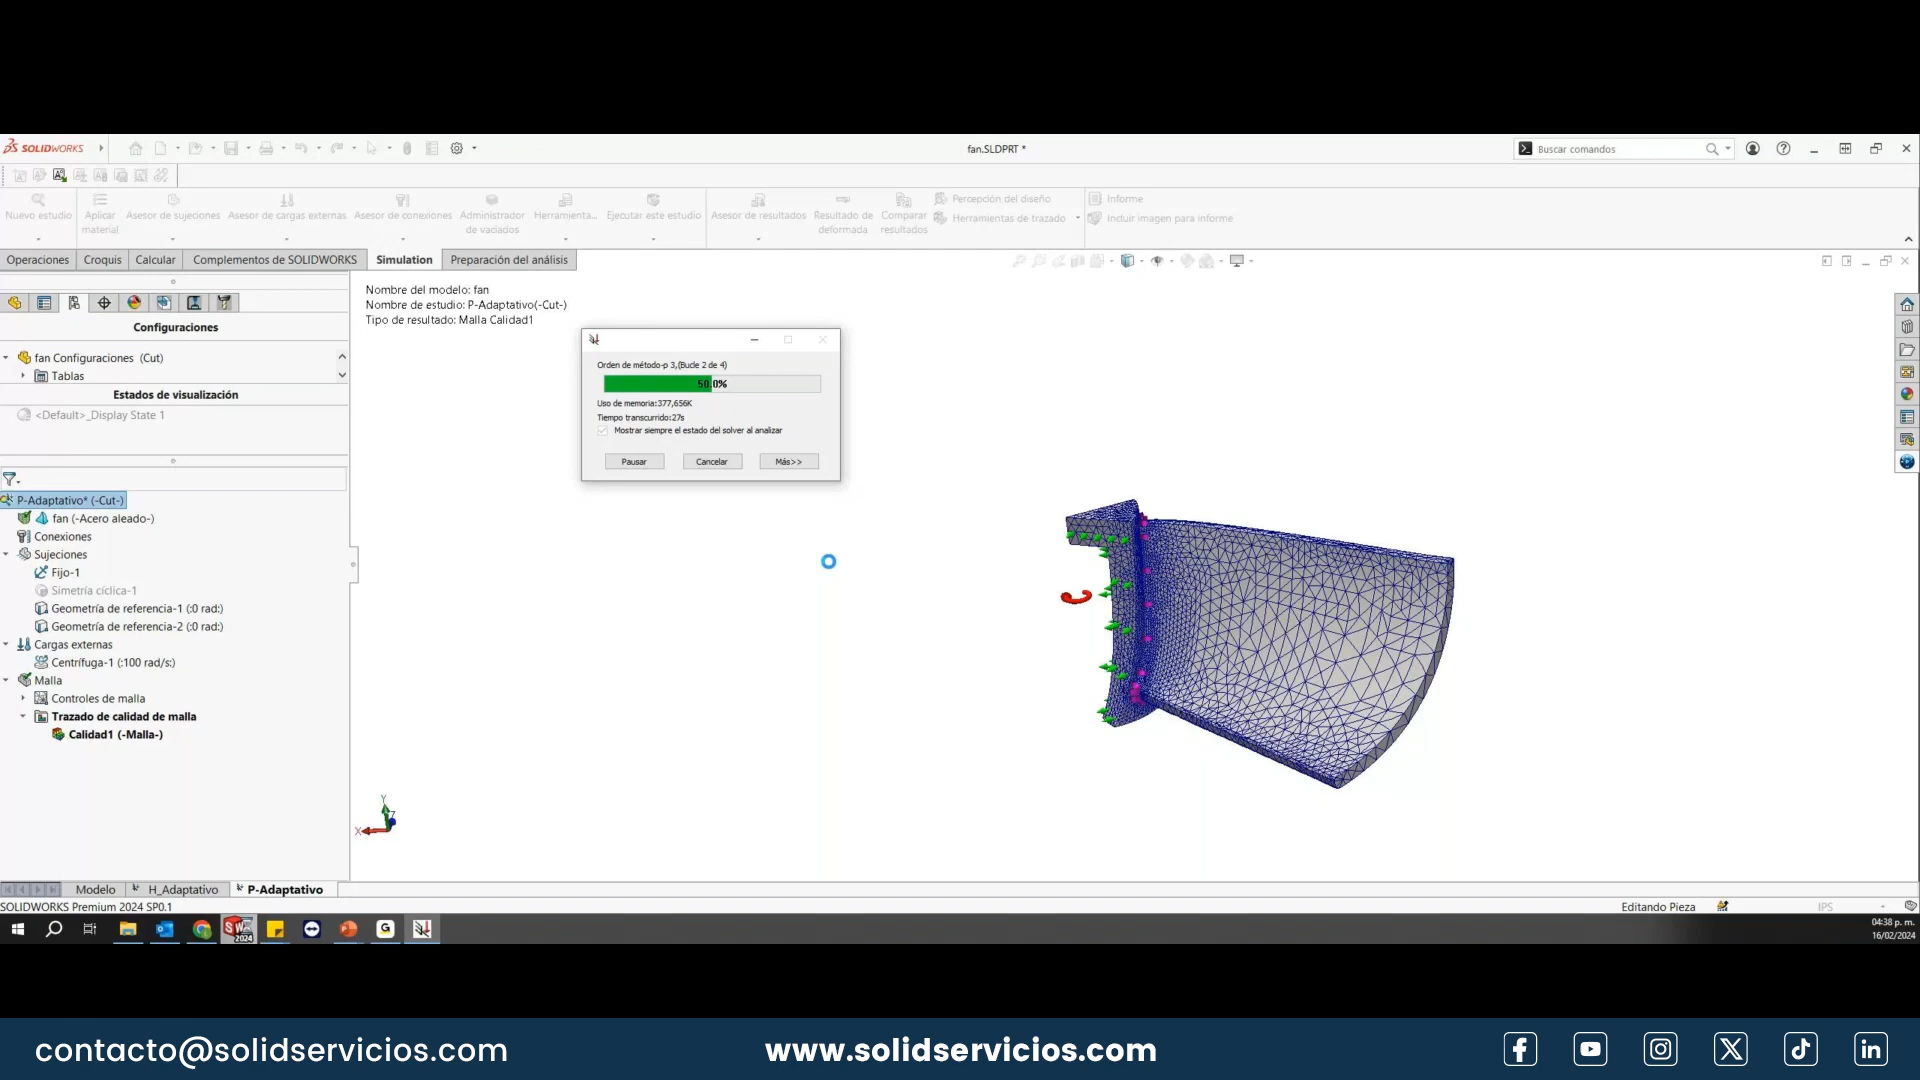 SOLIDWORKS
fan.SLDPRT *
Buscar comandos
Nuevo estudio
Aplicar material
Asesor de sujeciones
Asesor de cargas externas
Asesor de conexiones
Administrador de vaciados
Herramienta...
Ejecutar este estudio
Asesor de resultados
Resultado de deformada
Comparar resultados
Percepción del diseño
Herramientas de trazado
Informe
Incluir imagen para informe
Operaciones
Croquis
Calcular
Complementos de SOLIDWORKS
Simulation
Preparación del análisis
Configuraciones
fan Configuraciones (Cut)
Tablas
Estados de visualización
<Default>_Display State 1
P-Adaptativo* (-Cut-)
fan (-Acero aleado-)
Conexiones
Sujeciones
Fijo-1
Simetría cíclica-1
Geometría de referencia-1 (:0 rad:)
Geometría de referencia-2 (:0 rad:)
Cargas externas
Centrífuga-1 (:100 rad/s:)
Malla
Controles de malla
Trazado de calidad de malla
Calidad1 (-Malla-)
Nombre del modelo: fan
Nombre de estudio: P-Adaptativo(-Cut-)
Tipo de resultado: Malla Calidad1
Orden de método-p 3,(Bucle 2 de 4)
50.0%
Uso de memoria:377,656K
Tiempo transcurrido:27s
Mostrar siempre el estado del solver al analizar
Pausar
Cancelar
Más>>
Y
Z
X
Modelo
H_Adaptativo
P-Adaptativo
SOLIDWORKS Premium 2024 SP0.1
Editando Pieza
IPS
SW
2024
G
04:38 p. m.
16/02/2024
contacto@solidservicios.com
www.solidservicios.com